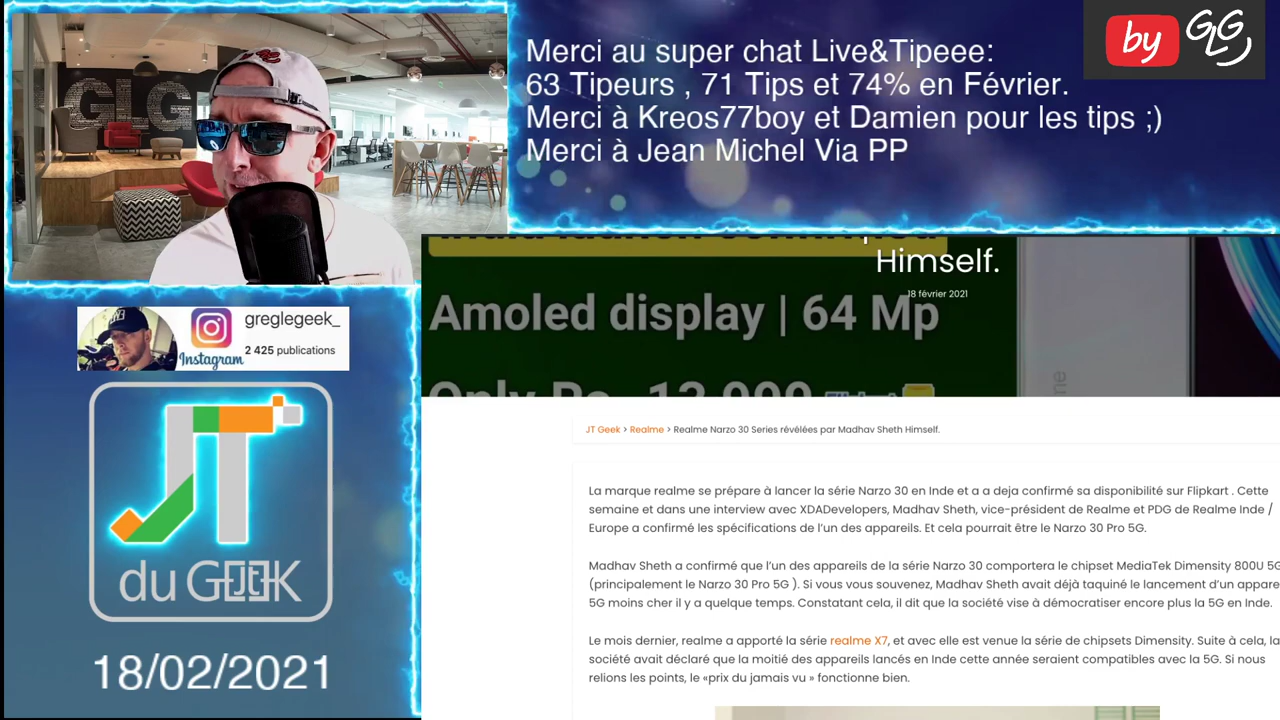 GLG
Merci au super chat Live&Tipeee:
63 Tipeurs , 71 Tips et 74% en Février.
Merci à Kreos77boy et Damien pour les tips ;)
Merci à Jean Michel Via PP
by GLG
Himself.
18 février 2021
Amoled display | 64 Mp
Only Rs. 13,999
greglegeek_
Instagram
2 425 publications
JT
du GEEK
18/02/2021
JT Geek > Realme > Realme Narzo 30 Series révélées par Madhav Sheth Himself.
La marque realme se prépare à lancer la série Narzo 30 en Inde et a a deja confirmé sa disponibilité sur Flipkart . Cette
semaine et dans une interview avec XDADevelopers, Madhav Sheth, vice-président de Realme et PDG de Realme Inde /
Europe a confirmé les spécifications de l'un des appareils. Et cela pourrait être le Narzo 30 Pro 5G.
Madhav Sheth a confirmé que l'un des appareils de la série Narzo 30 comportera le chipset MediaTek Dimensity 800U 5G
(principalement le Narzo 30 Pro 5G ). Si vous vous souvenez, Madhav Sheth avait déjà taquiné le lancement d'un appare
5G moins cher il y a quelque temps. Constatant cela, il dit que la société vise à démocratiser encore plus la 5G en Inde.
Le mois dernier, realme a apporté la série realme X7, et avec elle est venue la série de chipsets Dimensity. Suite à cela, la
société avait déclaré que la moitié des appareils lancés en Inde cette année seraient compatibles avec la 5G. Si nous
relions les points, le «prix du jamais vu » fonctionne bien.